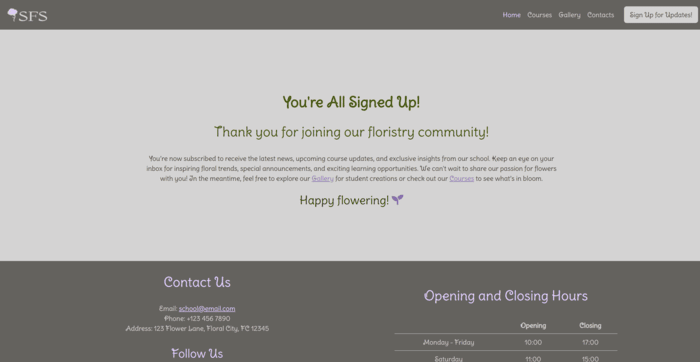 SFS
Home Courses Gallery Contacts Sign Up for Updates!
You're All Signed Up!
Thank you for joining our floristry community!
You're now subscribed to receive the latest news, upcoming course updates, and exclusive insights from our school. Keep an eye on your
inbox for inspiring floral trends, special announcements, and exciting learning opportunities. We can't wait to share our passion for flowers
with you! In the meantime, feel free to explore our Gallery for student creations or check out our Courses to see what's in bloom.
Happy flowering!
Contact Us
Email: school@email.com
Phone: +123 456 7890
Address: 123 Flower Lane, Floral City, FC 12345
Follow Us
Opening and Closing Hours
Opening Closing
Monday - Friday 10:00 17:00
Saturday 11:00 15:00